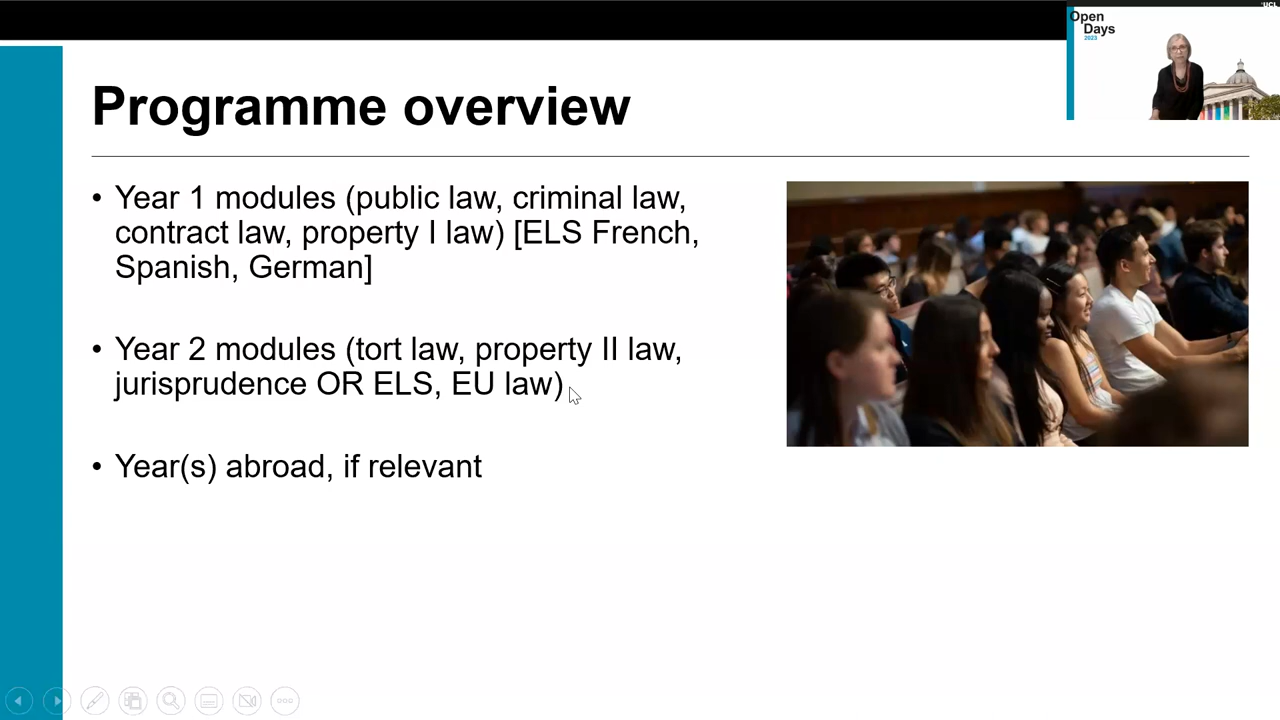 UCL
Open
Days
2023
Programme overview
• Year 1 modules (public law, criminal law,
contract law, property I law) [ELS French,
Spanish, German]
• Year 2 modules (tort law, property II law,
jurisprudence OR ELS, EU law)
• Year(s) abroad, if relevant